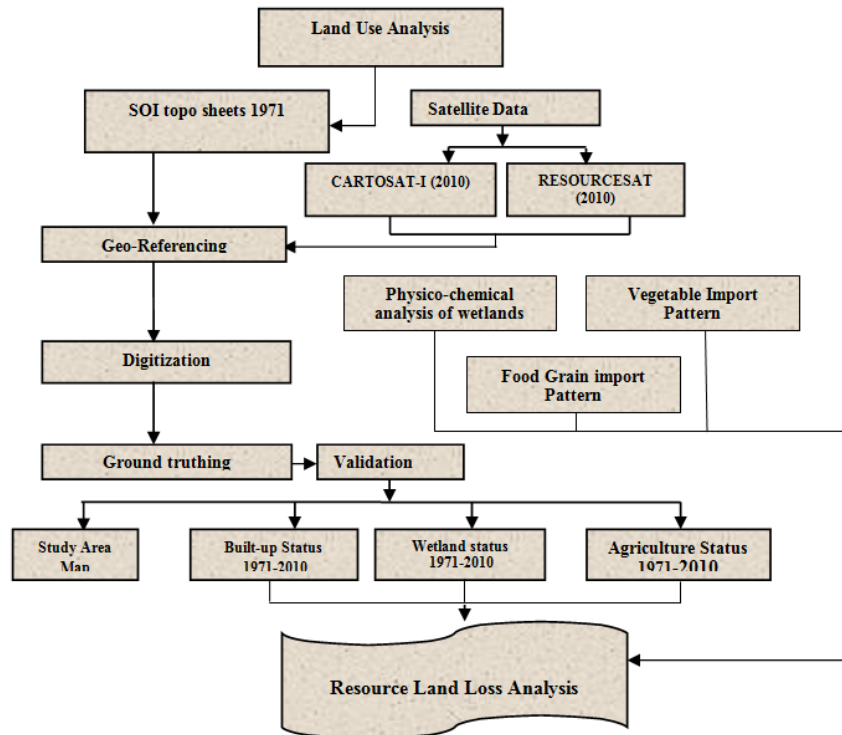 Land Use Analysis
SOI topo sheets 1971
Satellite Data
CARTOSAT-I (2010)
RESOURCESAT
(2010)
Geo-Referencing
Physico-chemical
analysis of wetlands
Vegetable Import
Pattern
Digitization
Food Grain import
Pattern
Ground truthing
Validation
Study Area
Map
Built-up Status
1971-2010
Wetland status
1971-2010
Agriculture Status
1971-2010
Resource Land Loss Analysis